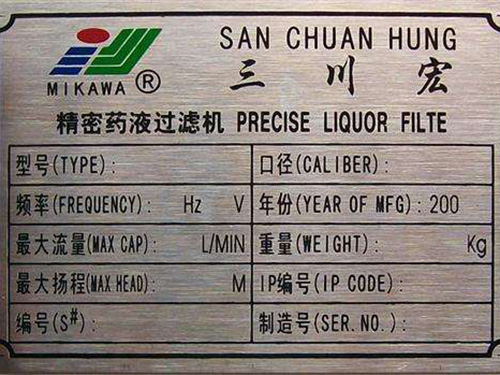 SAN CHUAN HUNG
MIKAWA ® 三川宏
精密药液过滤机 PRECISE LIQUOR FILTE
型号(TYPE): 口径(CALIBER):
频率(FREQUENCY): Hz V 年份(YEAR OF MFG): 200
最大流量(MAX CAP): L/MIN 重量(WEIGHT): Kg
最大扬程(MAX HEAD): M IP编号(IP CODE):
编号(S#): 制造号(SER.NO.):